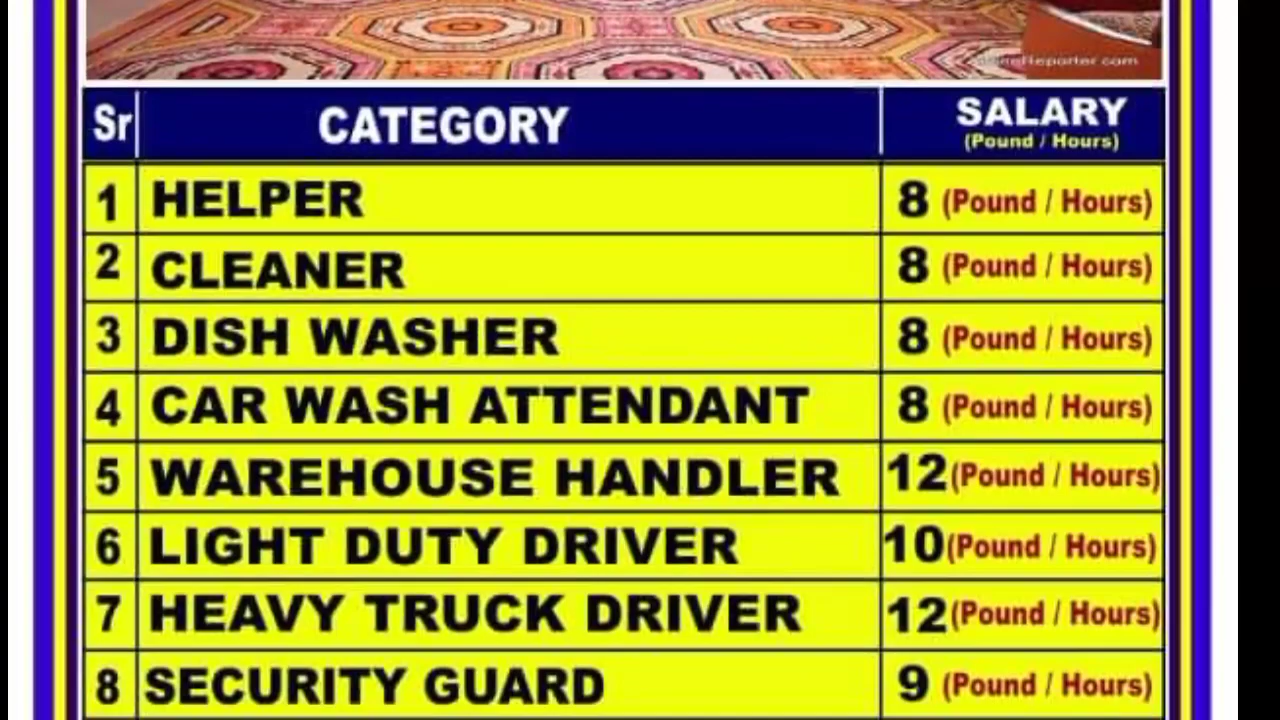 Sr CATEGORY SALARY
(Pound / Hours)
1 HELPER 8 (Pound / Hours)
2 CLEANER 8 (Pound / Hours)
3 DISH WASHER 8 (Pound / Hours)
4 CAR WASH ATTENDANT 8 (Pound / Hours)
5 WAREHOUSE HANDLER 12 (Pound / Hours)
6 LIGHT DUTY DRIVER 10 (Pound / Hours)
7 HEAVY TRUCK DRIVER 12 (Pound / Hours)
8 SECURITY GUARD 9 (Pound / Hours)